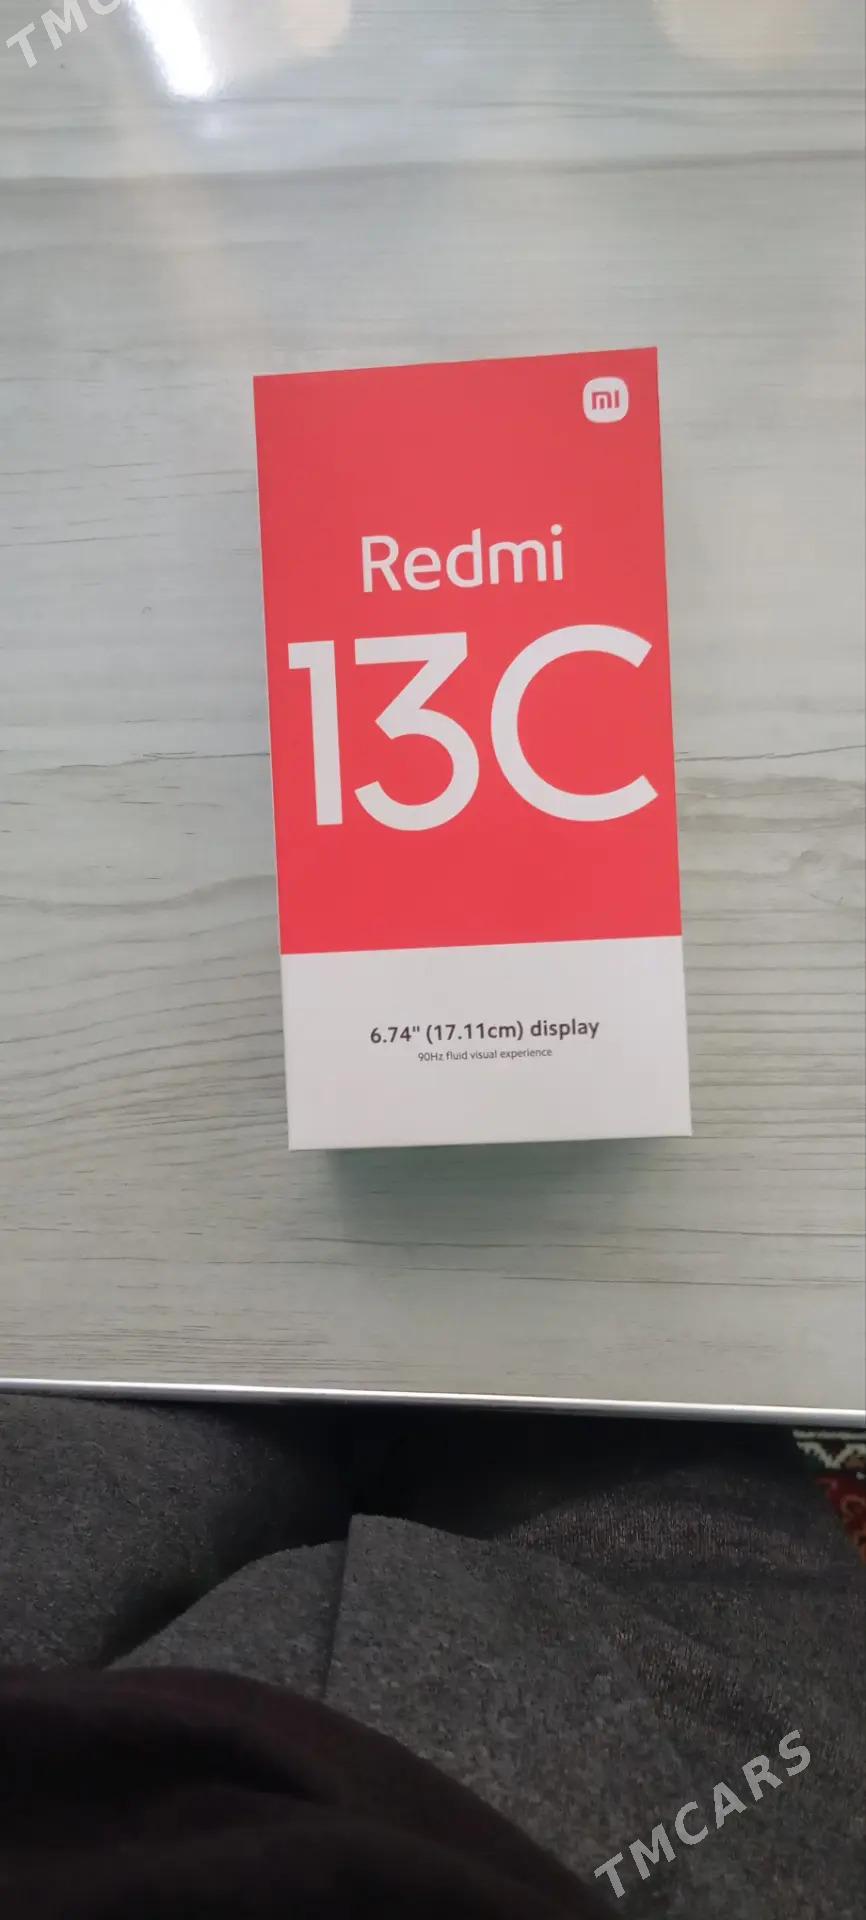 TMC
mi
Redmi
13C
6.74" (17.11cm) display
90Hz fluid visual experience
TMCARS